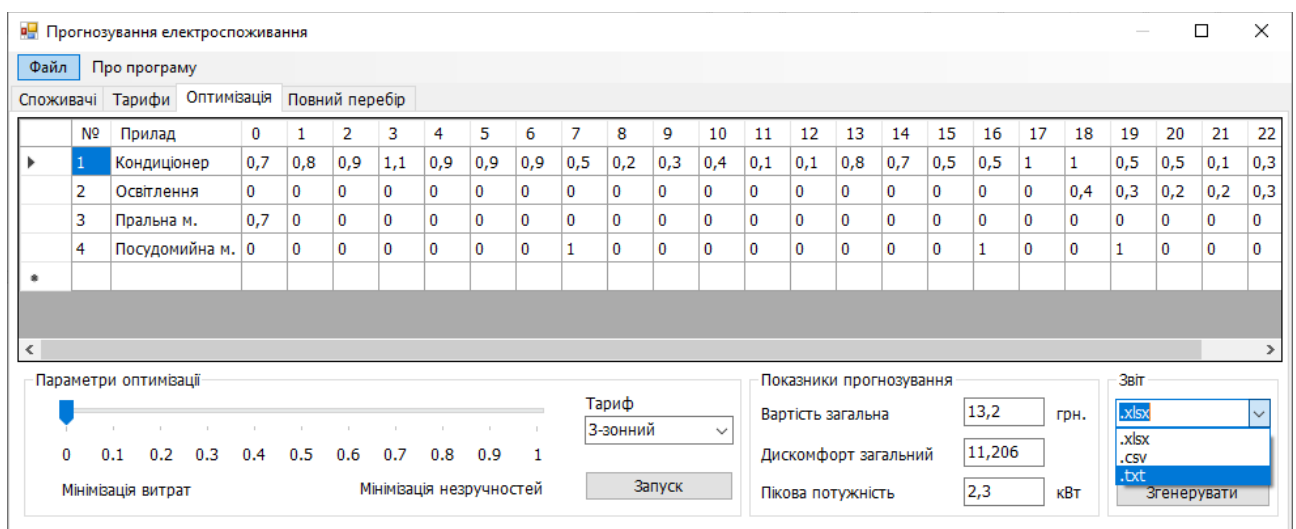 Прогнозування електроспоживання
Файл Про програму
Споживачі Тарифи Оптимізація Повний перебір
№ Прилад 0 1 2 3 4 5 6 7 8 9 10 11 12 13 14 15 16 17 18 19 20 21 22
1 Кондиціонер 0,7 0,8 0,9 1,1 0,9 0,9 0,9 0,5 0,2 0,3 0,4 0,1 0,1 0,8 0,7 0,5 0,5 1 1 0,5 0,5 0,1 0,3
2 Освітлення 0 0 0 0 0 0 0 0 0 0 0 0 0 0 0 0 0 0 0,4 0,3 0,2 0,2 0,3
3 Пральна м. 0,7 0 0 0 0 0 0 0 0 0 0 0 0 0 0 0 0 0 0 0 0 0 0
4 Посудомийна м. 0 0 0 0 0 0 0 1 0 0 0 0 0 0 0 0 1 0 0 1 0 0 0
Параметри оптимізації
0 0.1 0.2 0.3 0.4 0.5 0.6 0.7 0.8 0.9 1
Мінімізація витрат Мінімізація незручностей
Тариф
3-зонний
Запуск
Показники прогнозування
Вартість загальна 13,2 грн.
Дискомфорт загальний 11,206
Пікова потужність 2,3 кВт
Звіт
.xlsx
.xlsx
.csv
.txt
Згенерувати